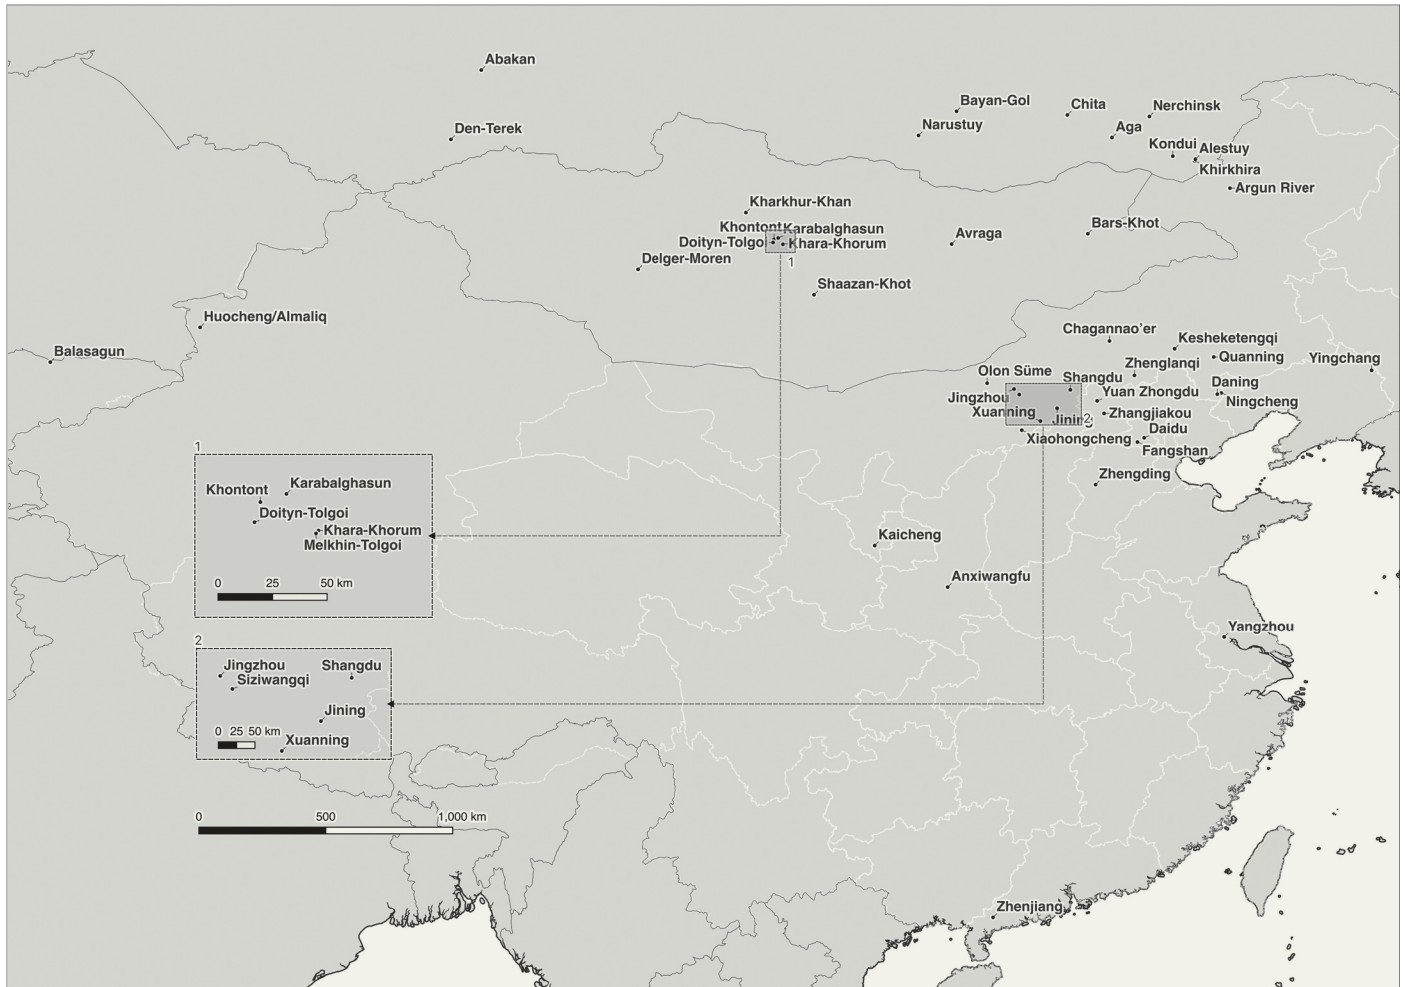 Abakan
Bayan-Gol
Chita
Nerchinsk
Den-Terek
Narustuy
Aga
Kondui
Alestuy
Khirkhira
Argun River
Kharkhur-Khan
Khontont
Karabalghasun
Bars-Khot
Avraga
Doityn-Tolgoi
Khara-Khorum
1
Delger-Moren
Shaazan-Khot
Huocheng/Almaliq
Chagannao'er
Kesheketengqi
Balasagun
Quanning
Yingchang
Zhenglanqi
Olon Süme
Shangdu
Daning
Jingzhou
Yuan Zhongdu
Ningcheng
Xuanning
Jining
2
Zhangjiakou
Daidu
Xiaohongcheng
Fangshan
Zhengding
1
Karabalghasun
Khontont
Doityn-Tolgoi
Khara-Khorum
Melkhin-Tolgoi
0 25 50 km
Kaicheng
Anxiwangfu
Yangzhou
2
Jingzhou
Shangdu
Siziwangqi
Jining
0 25 50 km
Xuanning
0 500 1,000 km
Zhenjiang